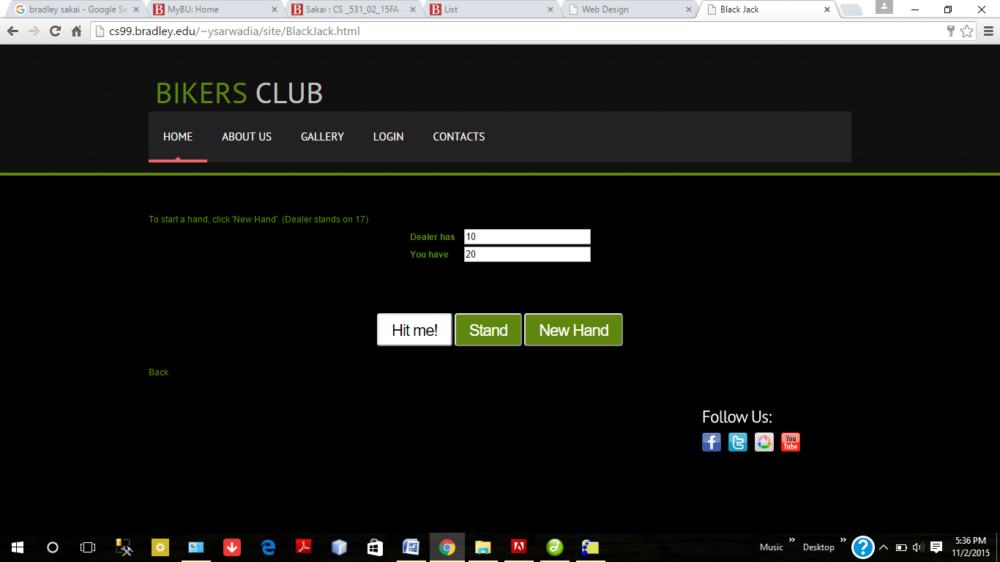 bradley sakai - Google Se
MyBU: Home
Sakai : CS _531_02_15FA -
List
Web Design
Black Jack
cs99.bradley.edu/~ysarwadia/site/BlackJack.html
BIKERS CLUB
HOME ABOUT US GALLERY LOGIN CONTACTS
To start a hand, click 'New Hand'. (Dealer stands on 17)
Dealer has 10
You have 20
Hit me! Stand New Hand
Back
Follow Us:
You
Tube
Music
Desktop
5:36 PM
11/2/2015